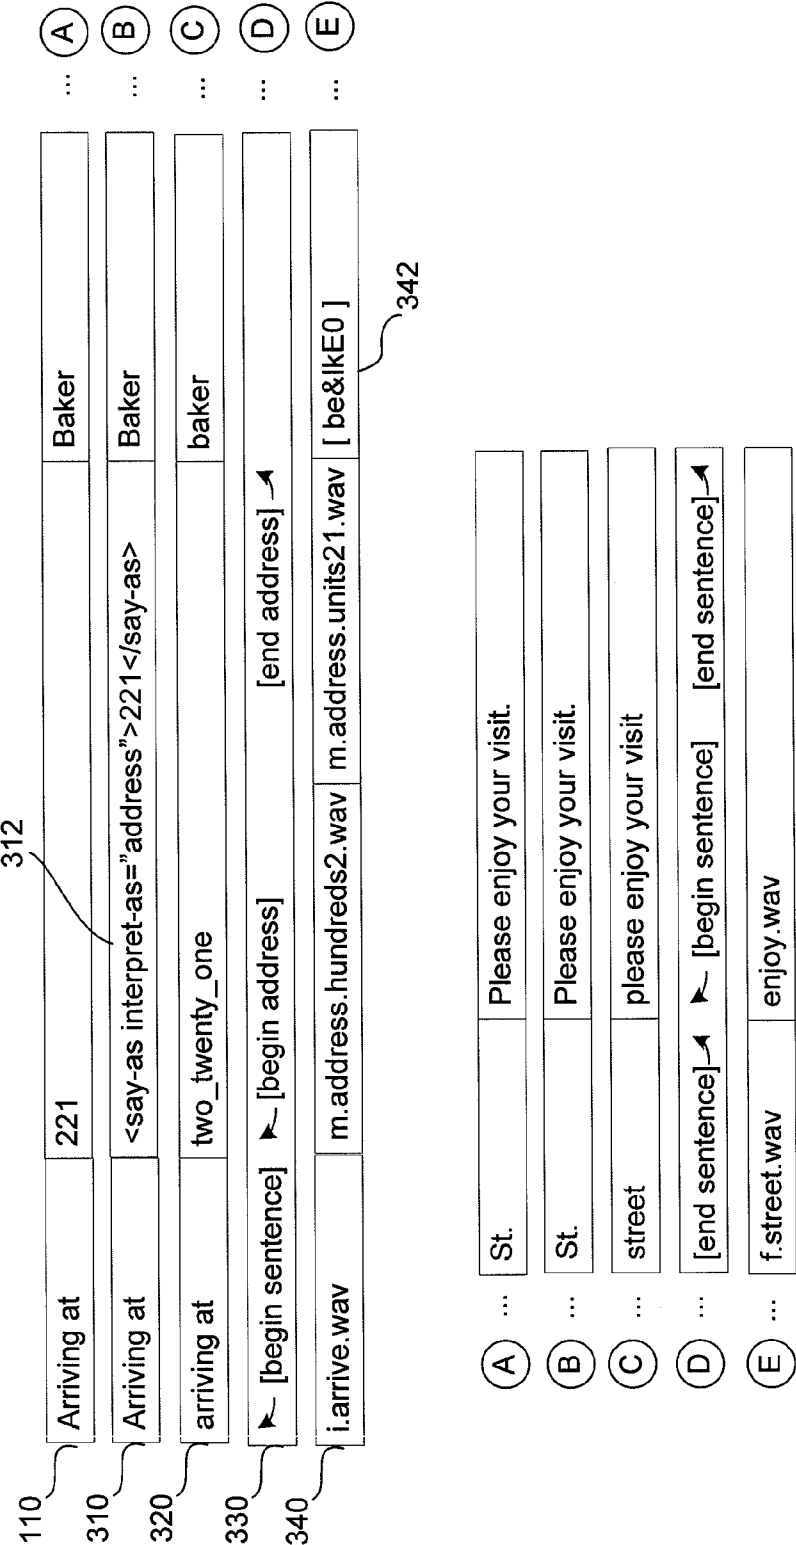 312
110 Arriving at 221 Baker ... A
310 Arriving at <say-as interpret-as=”address”>221</say-as> Baker ... B
320 arriving at two_twenty_one baker ... C
330 [begin sentence] [begin address] [end address] ... D
340 i.arrive.wav m.address.hundreds2.wav m.address.units21.wav [ be&IkE0 ] ... E
342
A ... St. Please enjoy your visit.
B ... St. Please enjoy your visit.
C ... street please enjoy your visit
D ... [end sentence] [begin sentence] [end sentence]
E ... f.street.wav enjoy.wav